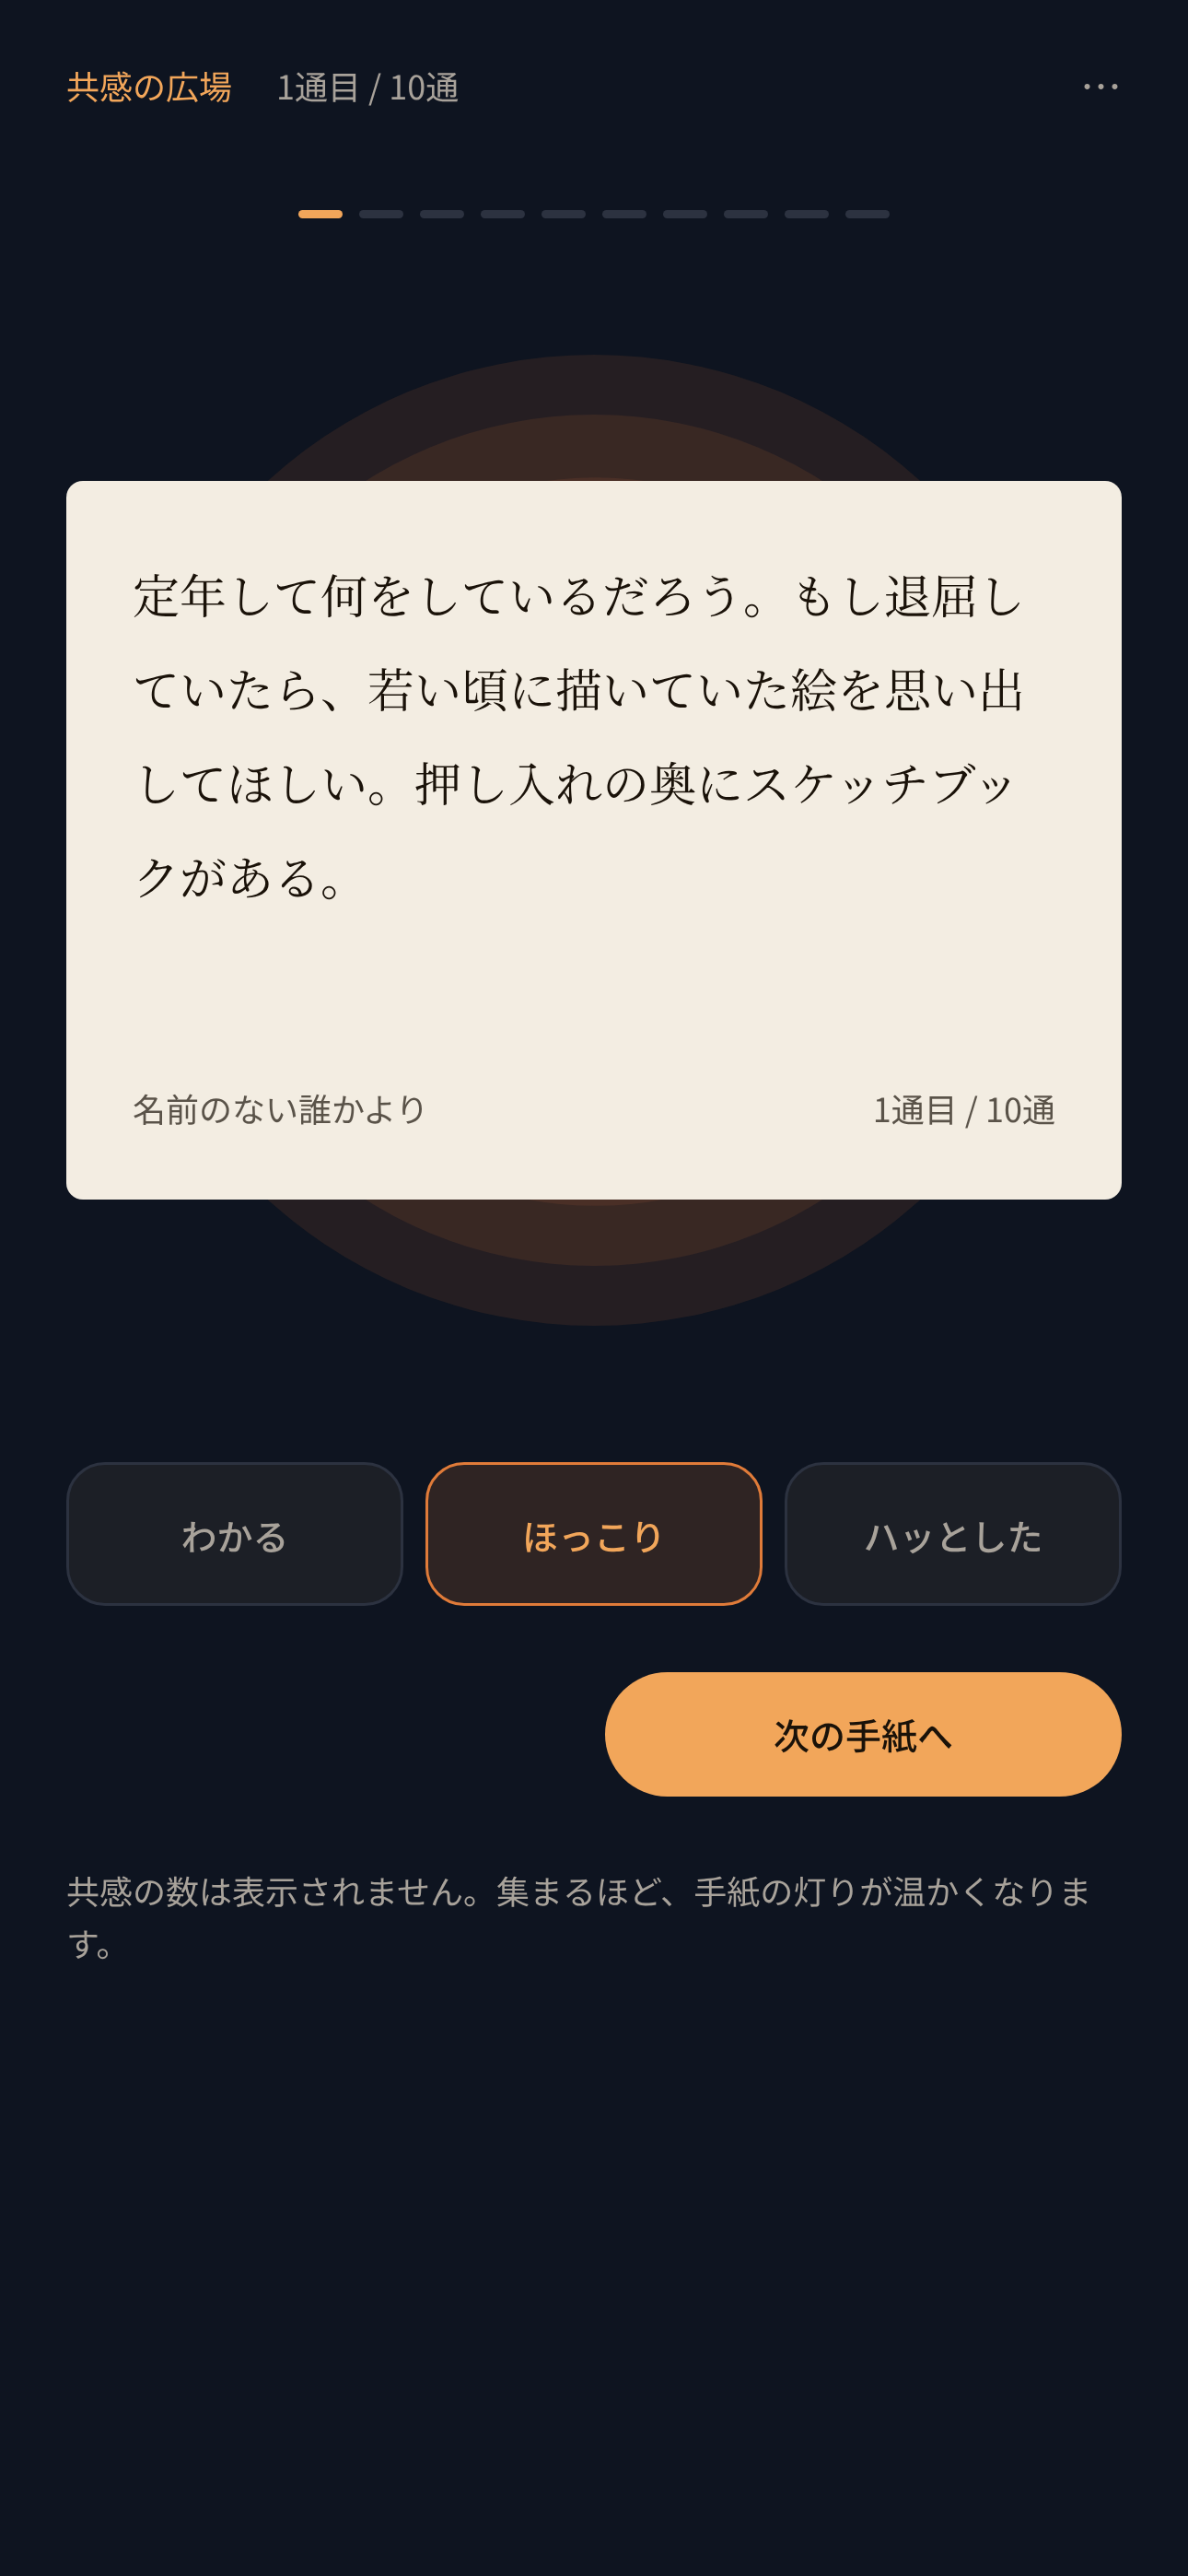 共感の広場 1通目 / 10通 …
定年して何をしているだろう。もし退屈し
ていたら、若い頃に描いていた絵を思い出
してほしい。押し入れの奥にスケッチブッ
クがある。
名前のない誰かより 1通目 / 10通
わかる ほっこり ハッとした
次の手紙へ
共感の数は表示されません。集まるほど、手紙の灯りが温かくなりま
す。